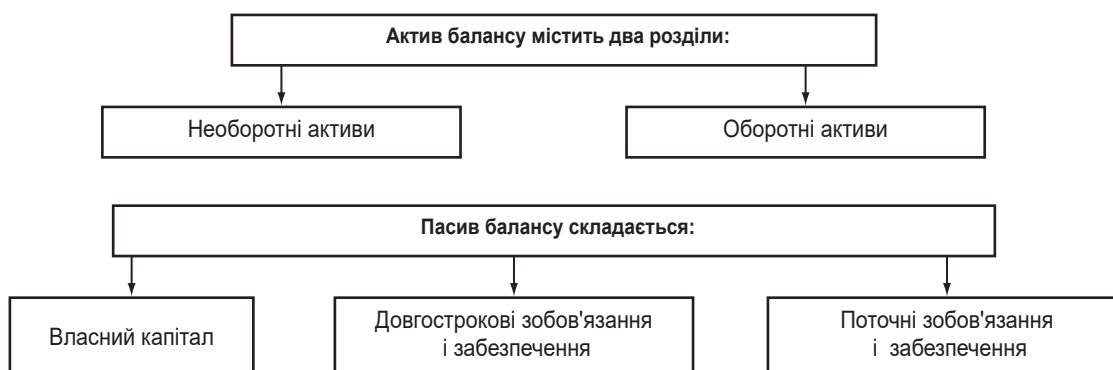 Актив балансу містить два розділи:
Необоротні активи
Оборотні активи
Пасив балансу складається:
Власний капітал
Довгострокові зобов'язання
і забезпечення
Поточні зобов'язання
і забезпечення